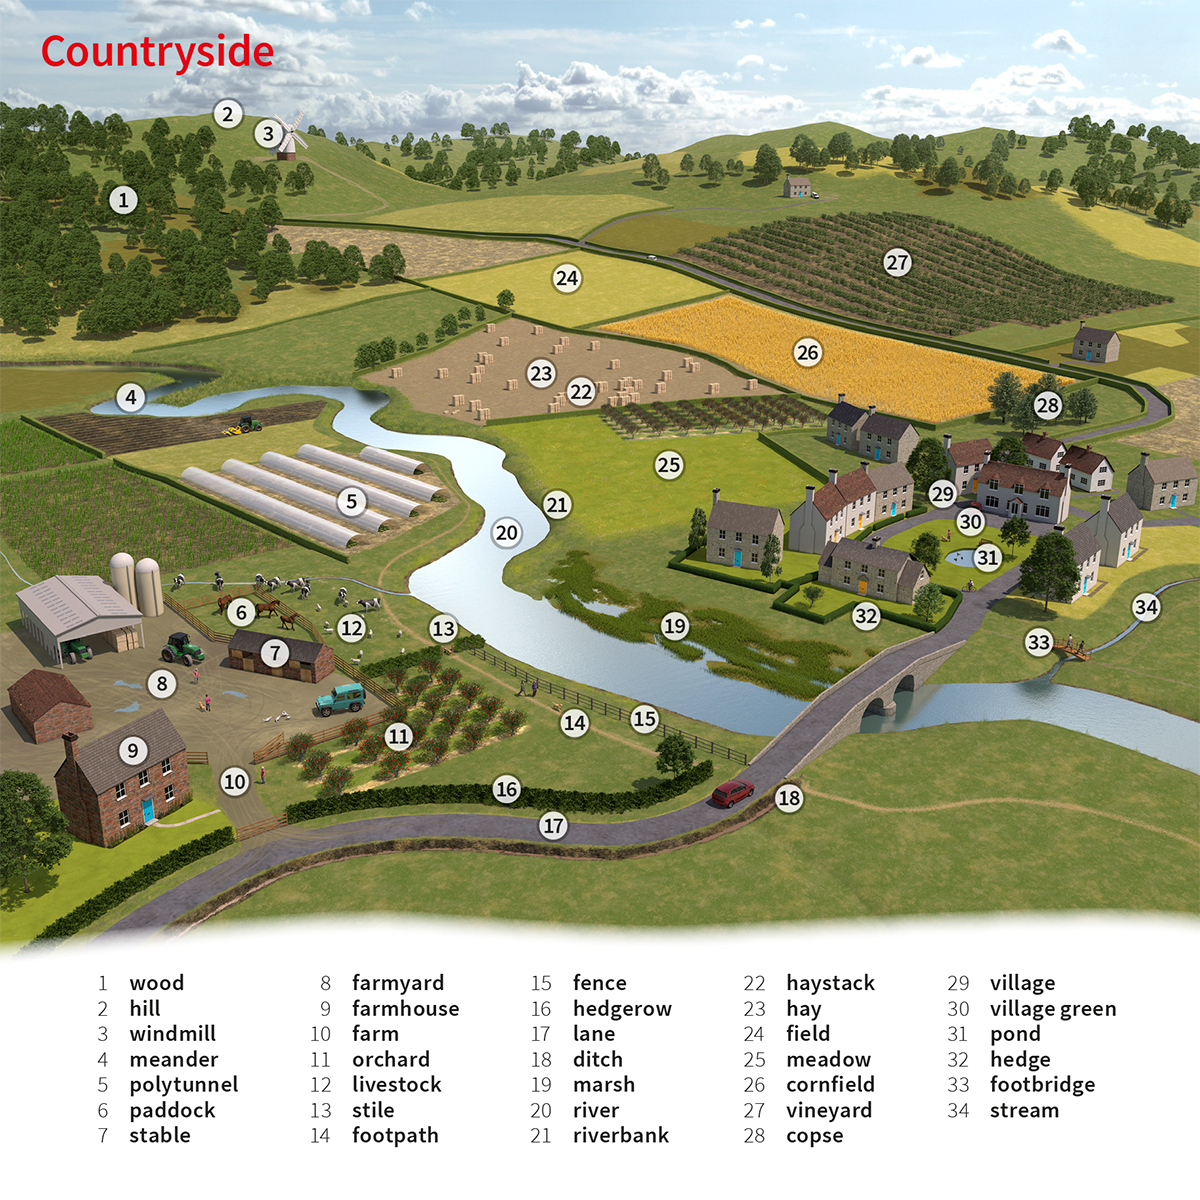 Countryside
2
3
1
27
24
26
23
22
4
28
25
5
29
21
30
20
31
6
34
32
12
19
13
33
7
8
15
14
11
9
10
16
18
17
1 wood
2 hill
3 windmill
4 meander
5 polytunnel
6 paddock
7 stable
8 farmyard
9 farmhouse
10 farm
11 orchard
12 livestock
13 stile
14 footpath
15 fence
16 hedgerow
17 lane
18 ditch
19 marsh
20 river
21 riverbank
22 haystack
23 hay
24 field
25 meadow
26 cornfield
27 vineyard
28 copse
29 village
30 village green
31 pond
32 hedge
33 footbridge
34 stream